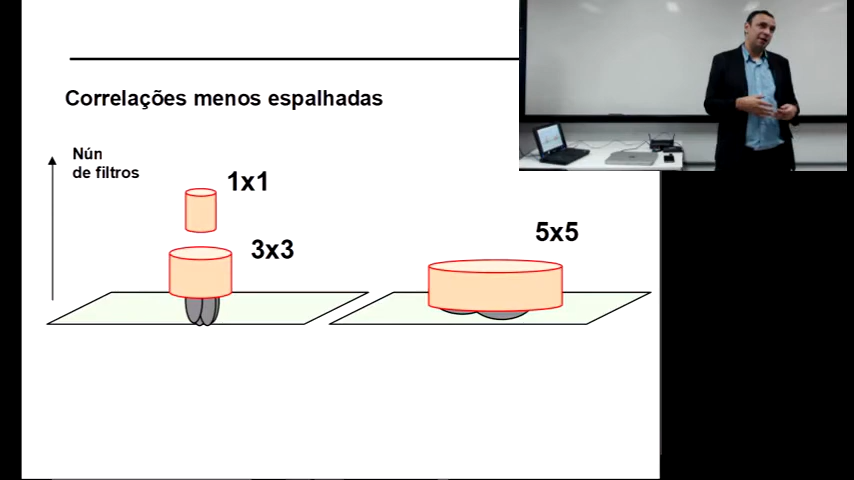 Correlações menos espalhadas
Nún
de filtros
1x1
3x3
5x5